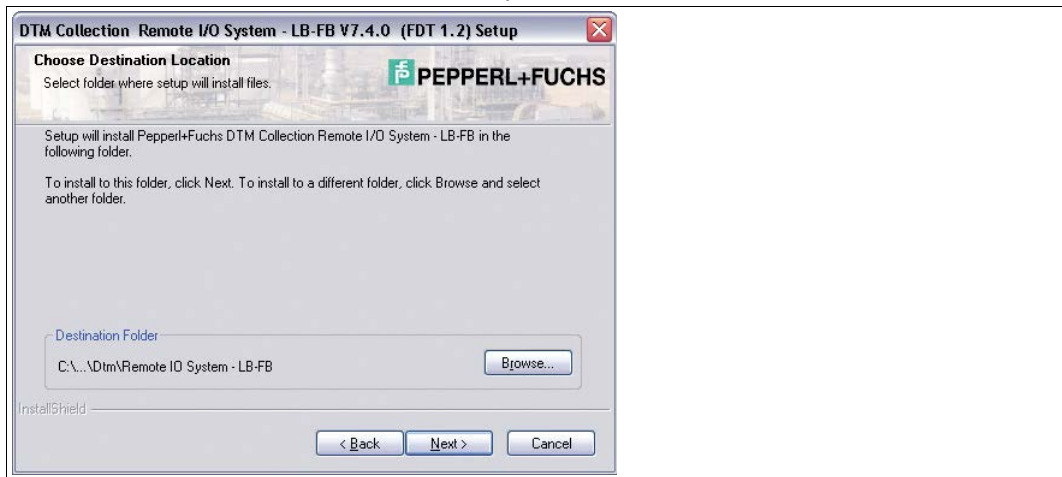 DTM Collection Remote I/O System - LB-FB V7.4.0 (FDT 1.2) Setup
Choose Destination Location
Select folder where setup will install files.
PEPPERL+FUCHS
Setup will install Pepperl+Fuchs DTM Collection Remote I/O System - LB-FB in the
following folder.
To install to this folder, click Next. To install to a different folder, click Browse and select
another folder.
Destination Folder
C:\...\Dtm\Remote IO System - LB-FB
Browse...
InstallShield
< Back
Next >
Cancel